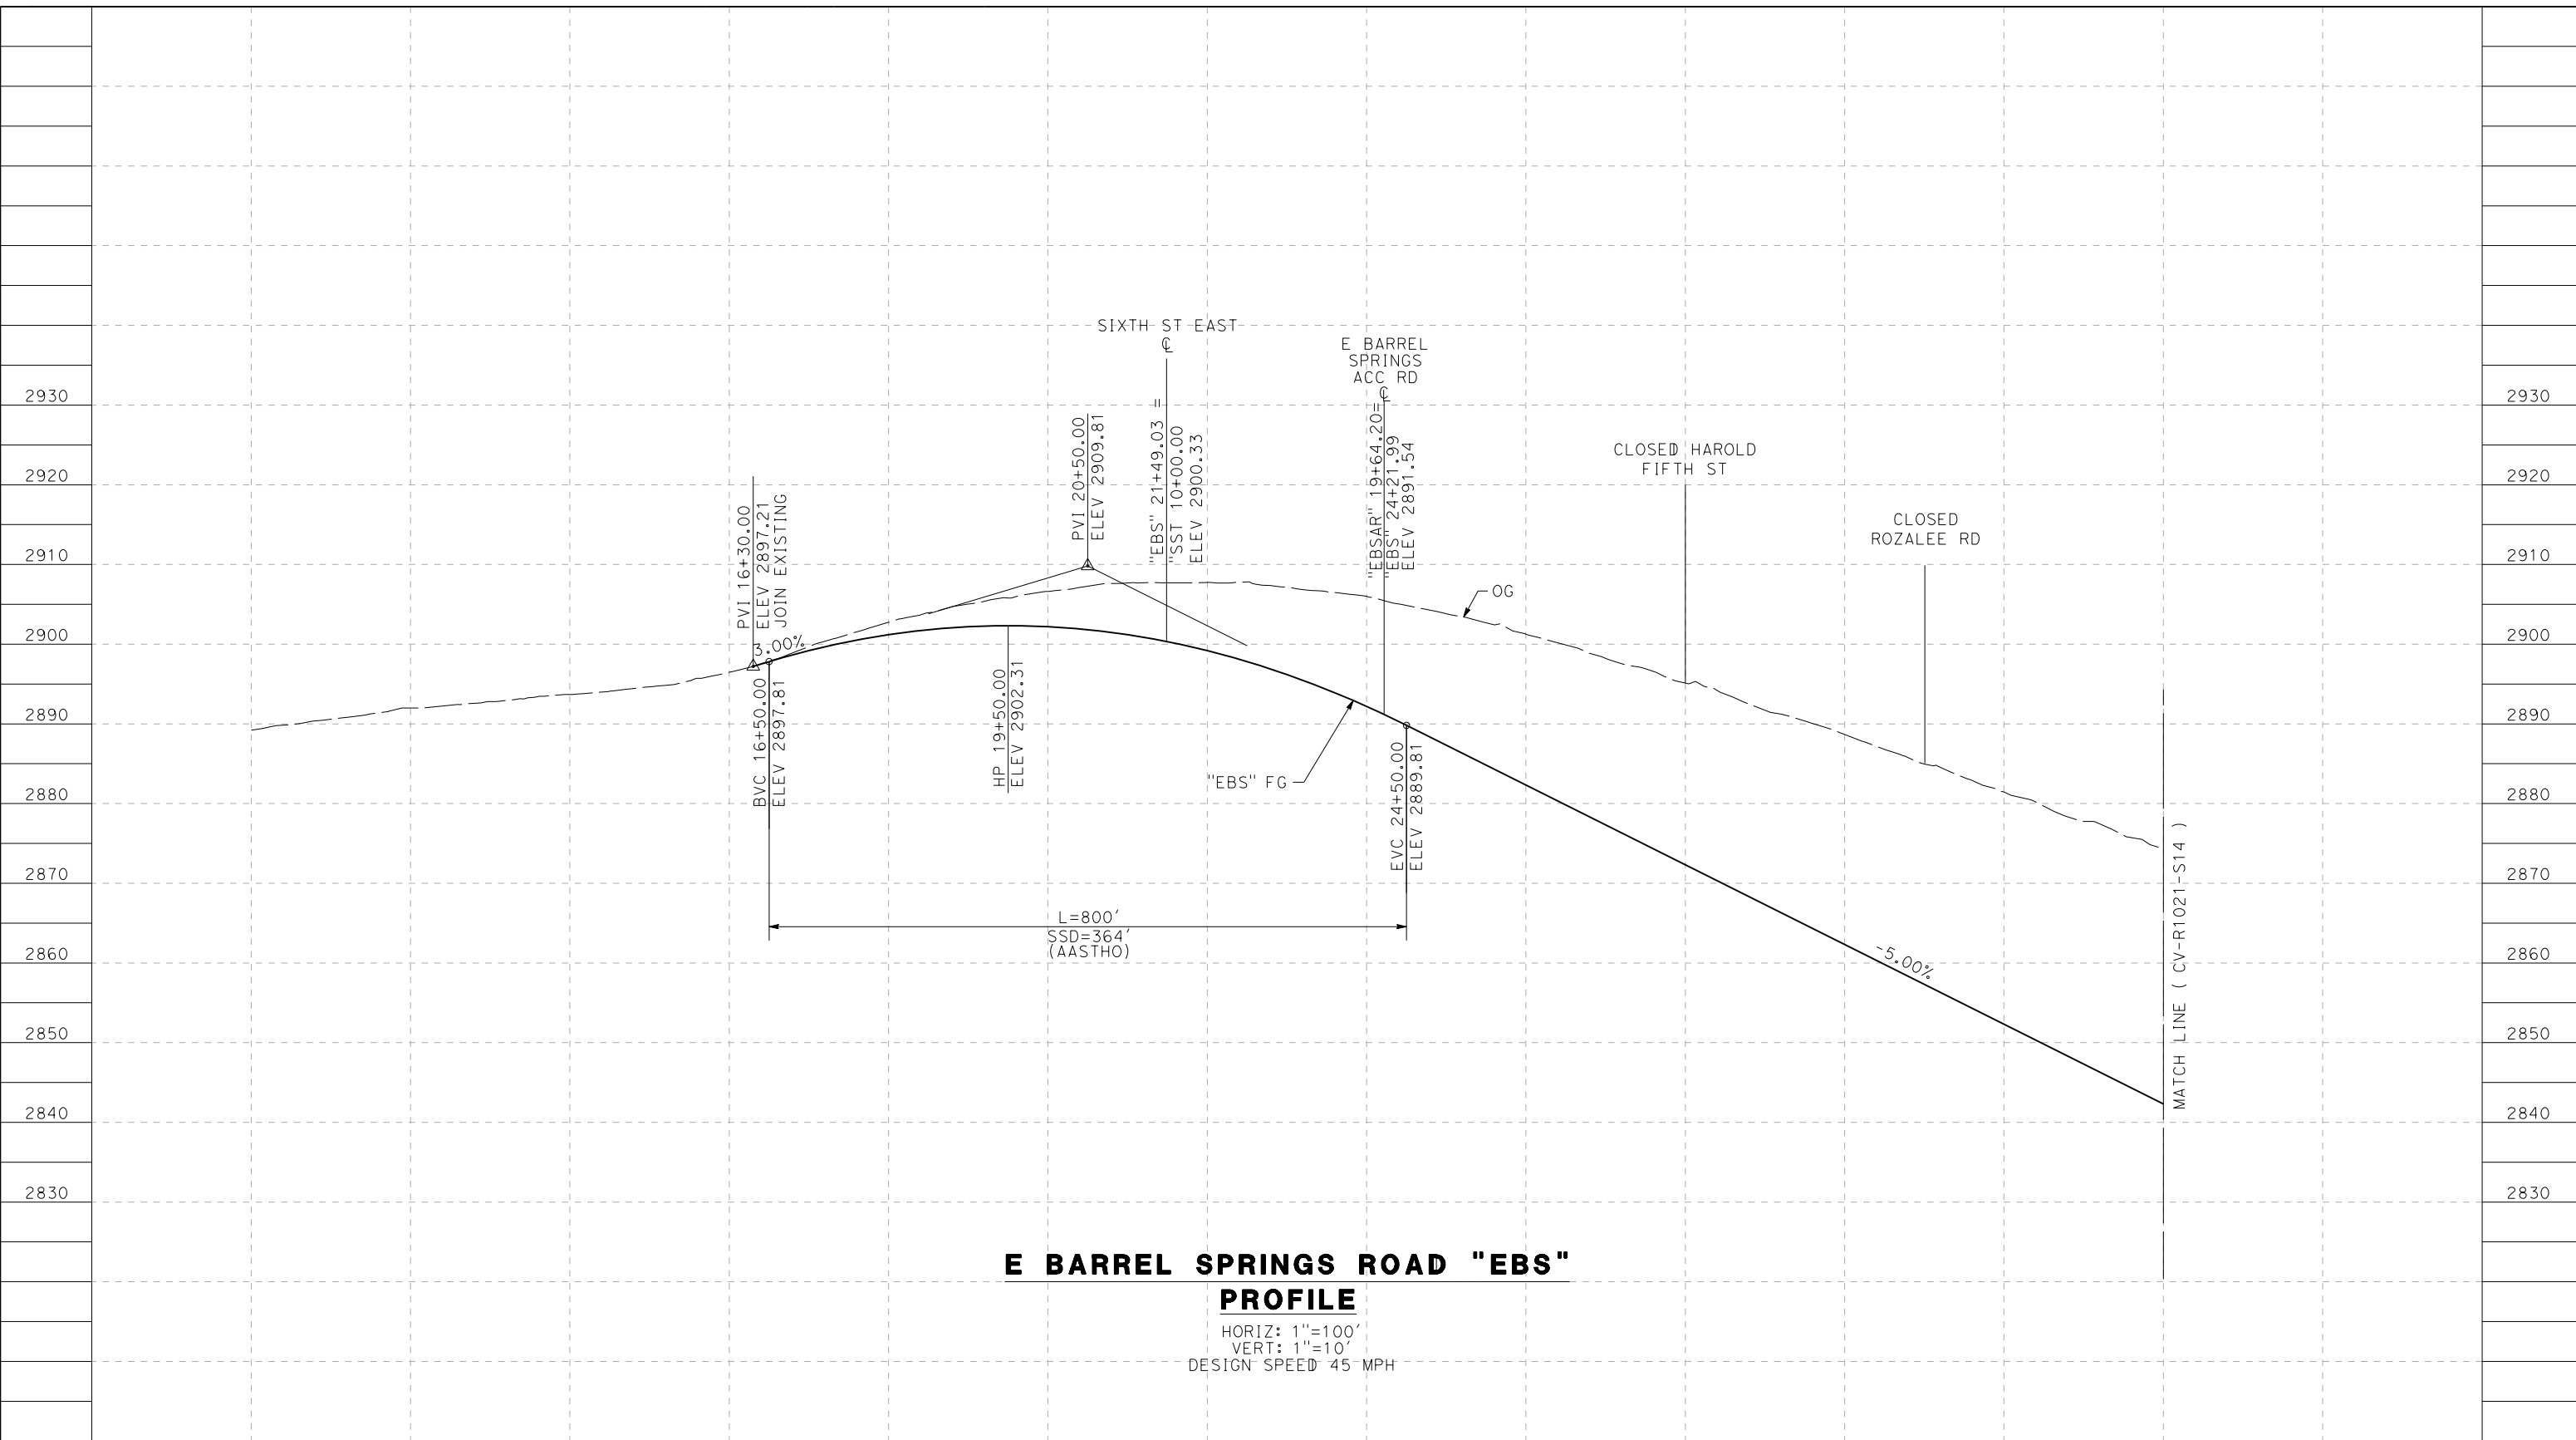 SIXTH ST EAST
℄
E BARREL
SPRINGS
ACC RD
℄
2930
2920
2910
2900
2890
2880
2870
2860
2850
2840
2830
PVI 16+30.00
ELEV 2897.21
JOIN EXISTING
3.00%
BVC 16+50.00
ELEV 2897.81
HP 19+50.00
ELEV 2902.31
PVI 20+50.00
ELEV 2909.81
"EBS" 21+49.03 =
"SST 10+00.00
ELEV 2900.33
"EBSAR" 19+64.20=
"EBS" 24+21.99
ELEV 2891.54
OG
CLOSED HAROLD
FIFTH ST
CLOSED
ROZALEE RD
"EBS" FG
EVC 24+50.00
ELEV 2889.81
L=800'
SSD=364'
(AASTHO)
-5.00%
MATCH LINE ( CV-R1021-S14 )
2930
2920
2910
2900
2890
2880
2870
2860
2850
2840
2830
E BARREL SPRINGS ROAD "EBS"
PROFILE
HORIZ: 1"=100'
VERT: 1"=10'
DESIGN SPEED 45 MPH